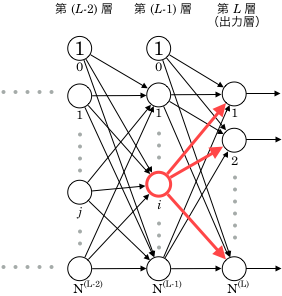 第 (L-2) 層 第 (L-1) 層 第 L 層
（出力層）
1 1
0 0
1 1 1
2
j i
N(L-2) N(L-1) N(L)